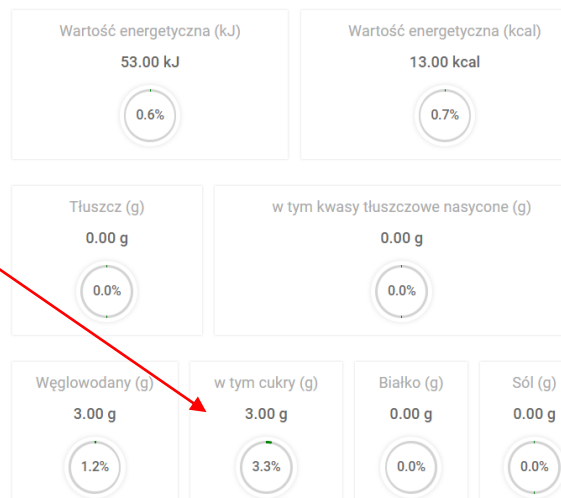 Wartość energetyczna (kJ)
53.00 kJ
0.6%
Wartość energetyczna (kcal)
13.00 kcal
0.7%
Tłuszcz (g)
0.00 g
0.0%
w tym kwasy tłuszczowe nasycone (g)
0.00 g
0.0%
Węglowodany (g)
3.00 g
1.2%
w tym cukry (g)
3.00 g
3.3%
Białko (g)
0.00 g
0.0%
Sól (g)
0.00 g
0.0%